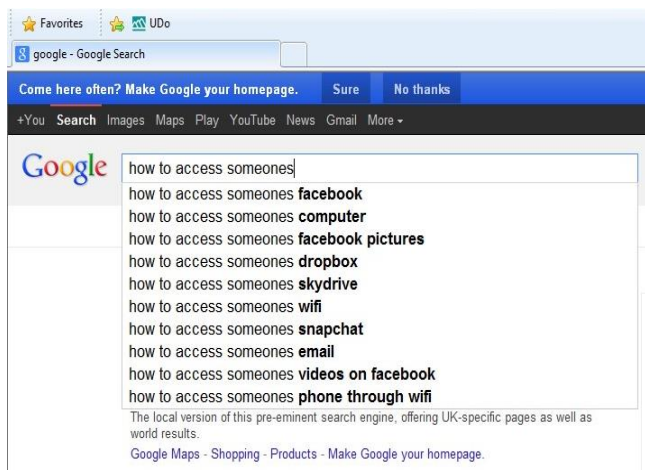 Favorites UDo
google - Google Search
Come here often? Make Google your homepage. Sure No thanks
+You Search Images Maps Play YouTube News Gmail More
Google how to access someones
how to access someones facebook
how to access someones computer
how to access someones facebook pictures
how to access someones dropbox
how to access someones skydrive
how to access someones wifi
how to access someones snapchat
how to access someones email
how to access someones videos on facebook
how to access someones phone through wifi
The local version of this pre-eminent search engine, offering UK-specific pages as well as
world results.
Google Maps - Shopping - Products - Make Google your homepage.